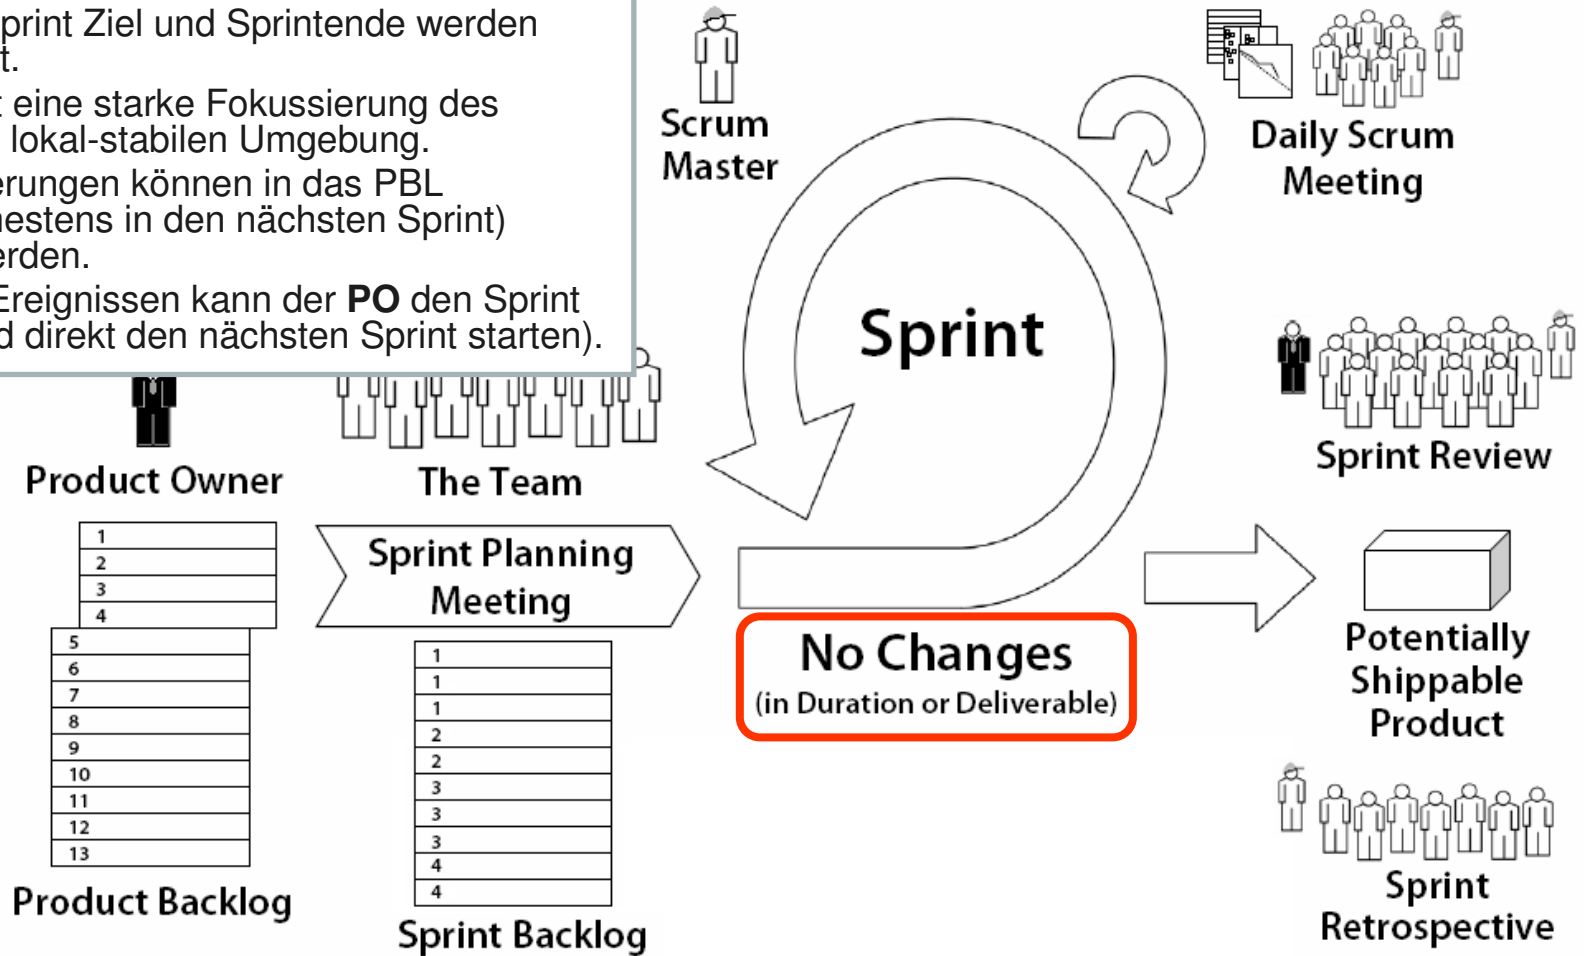 print Ziel und Sprintende werden
t.
t eine starke Fokussierung des
lokal-stabilen Umgebung.
erungen können in das PBL
nestens in den nächsten Sprint)
erden.
Ereignissen kann der PO den Sprint
d direkt den nächsten Sprint starten).
Scrum
Master
Daily Scrum
Meeting
Sprint
Product Owner
The Team
Sprint Review
1
2
3
4
5
6
7
8
9
10
11
12
13
Product Backlog
Sprint Planning
Meeting
1
1
1
2
2
3
3
3
4
4
Sprint Backlog
No Changes
(in Duration or Deliverable)
Potentially
Shippable
Product
Sprint
Retrospective